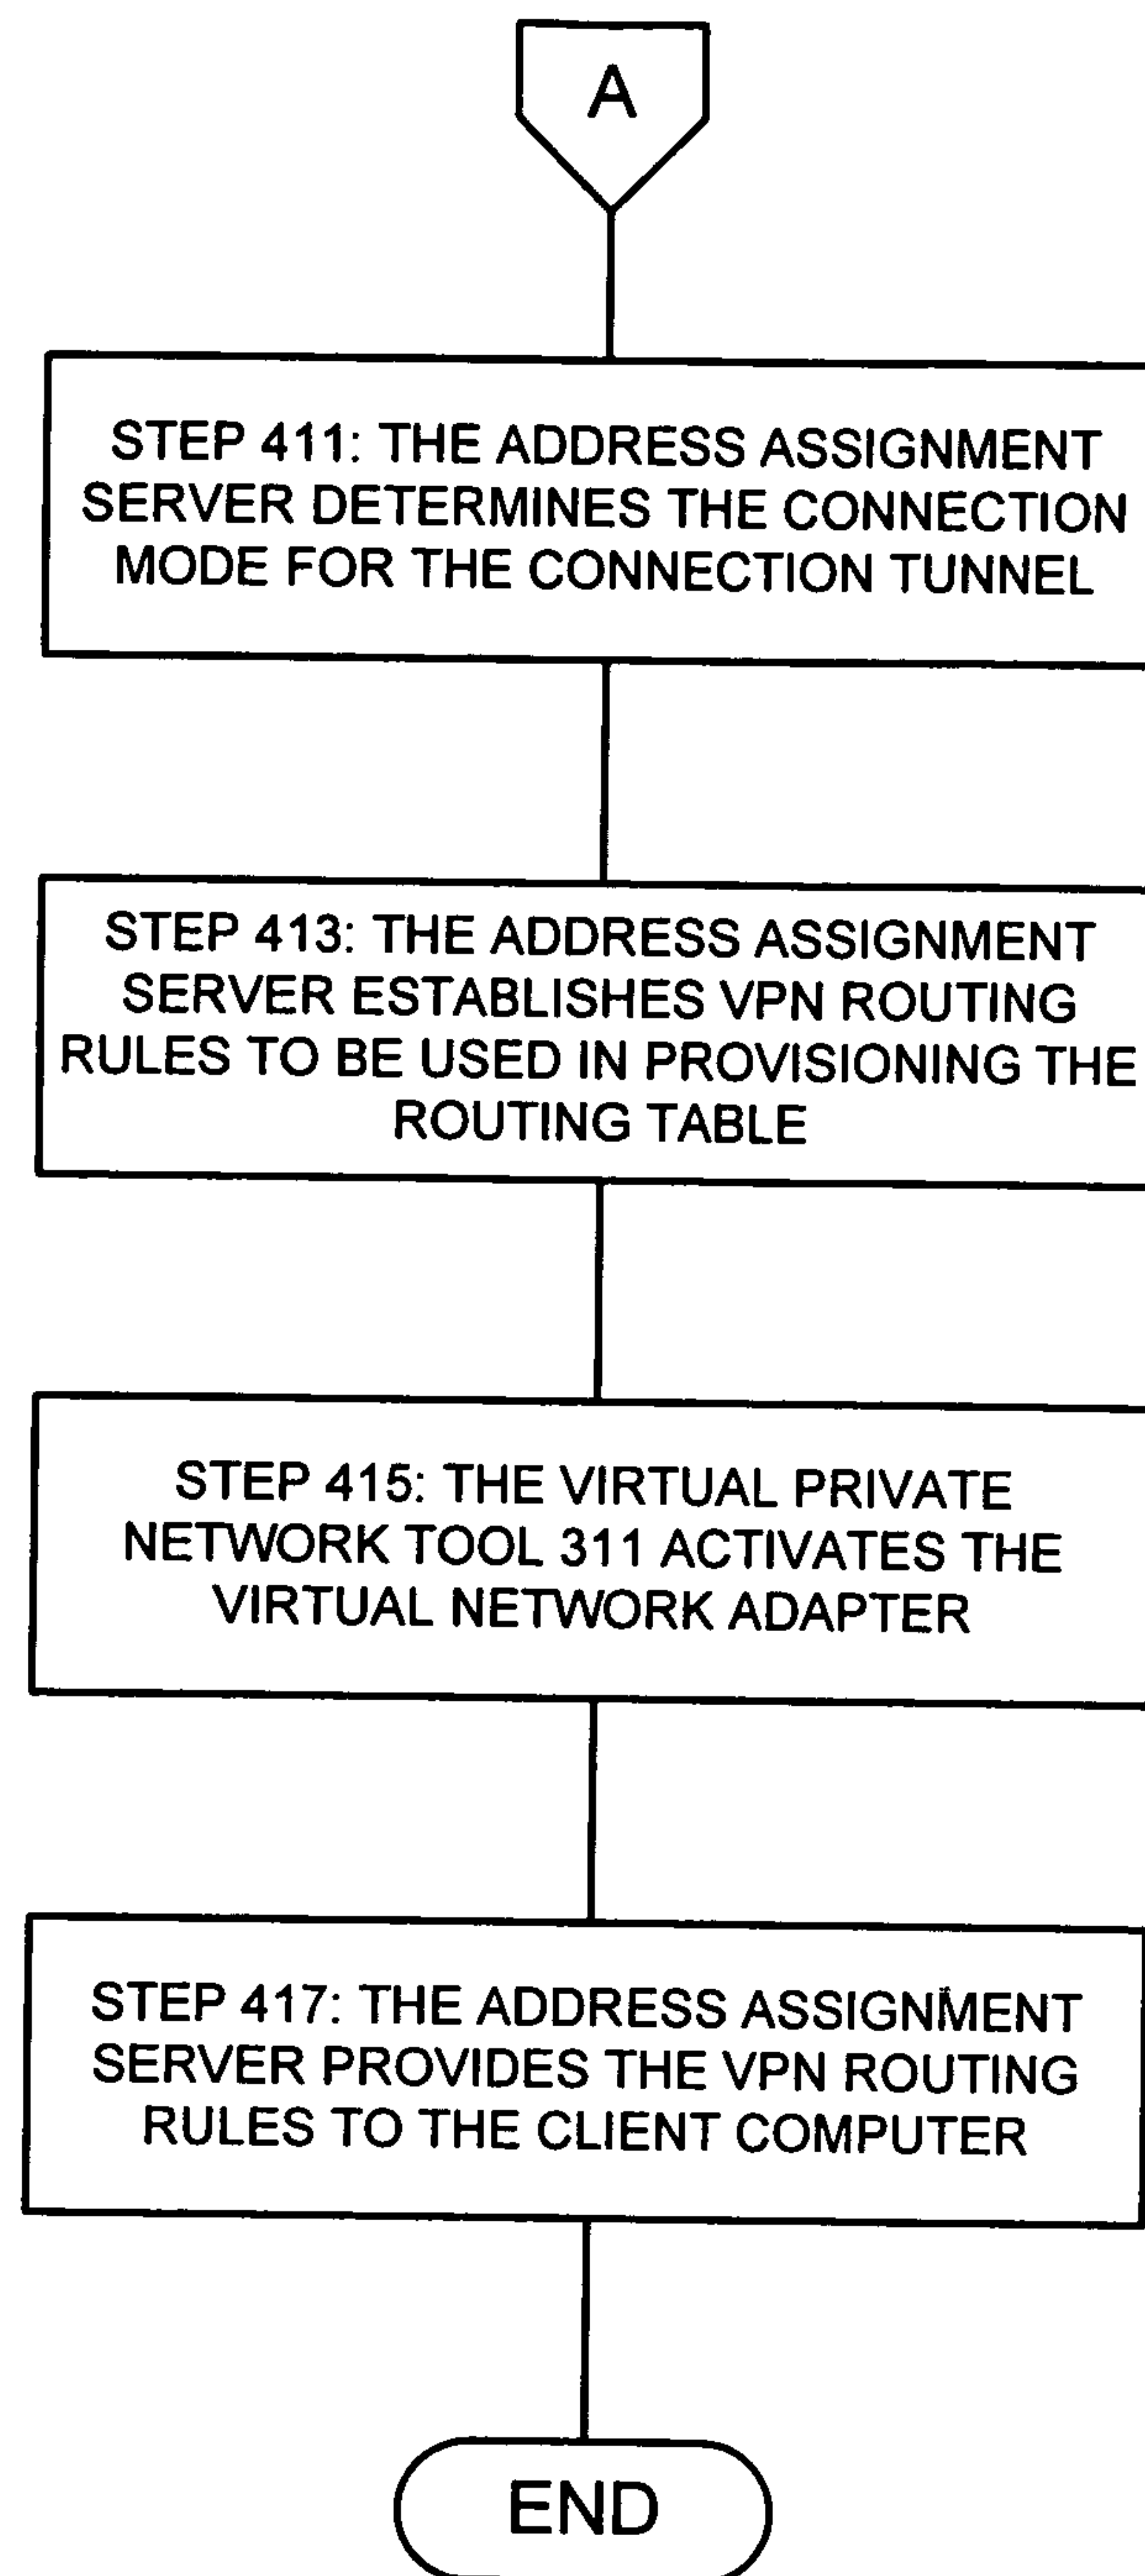 A
STEP 411: THE ADDRESS ASSIGNMENT
SERVER DETERMINES THE CONNECTION
MODE FOR THE CONNECTION TUNNEL
STEP 413: THE ADDRESS ASSIGNMENT
SERVER ESTABLISHES VPN ROUTING
RULES TO BE USED IN PROVISIONING THE
ROUTING TABLE
STEP 415: THE VIRTUAL PRIVATE
NETWORK TOOL 311 ACTIVATES THE
VIRTUAL NETWORK ADAPTER
STEP 417: THE ADDRESS ASSIGNMENT
SERVER PROVIDES THE VPN ROUTING
RULES TO THE CLIENT COMPUTER
END